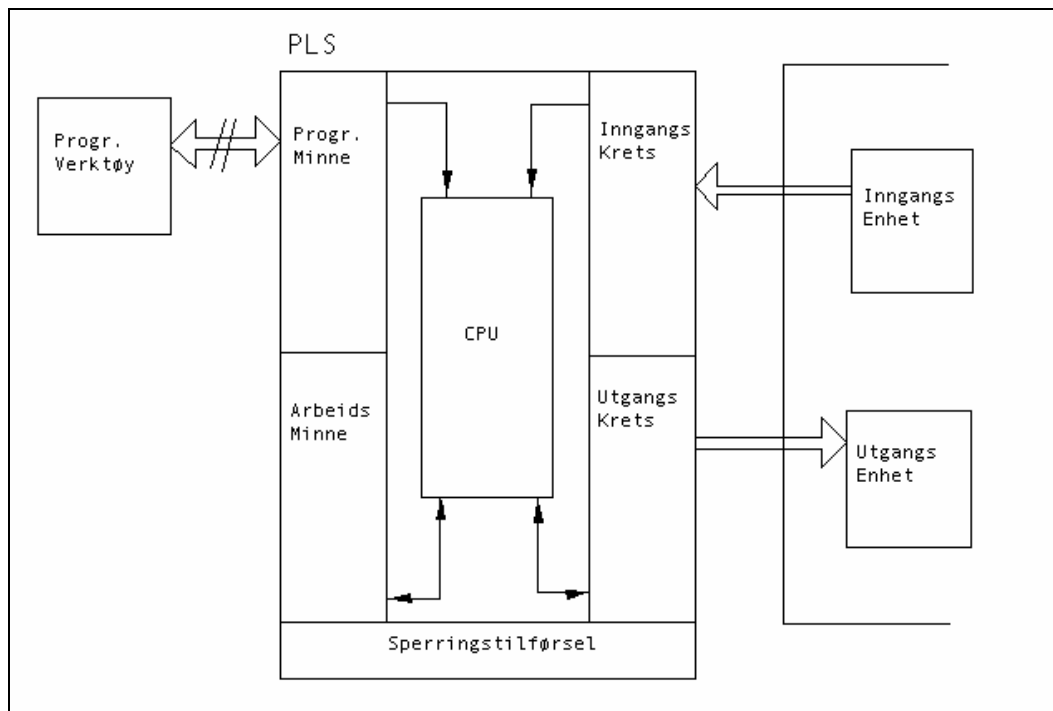 PLS
Progr.
Verktøy
Progr.
Minne
Inngangs
Krets
Inngangs
Enhet
CPU
Arbeids
Minne
Utgangs
Krets
Utgangs
Enhet
Sperringstilførsel